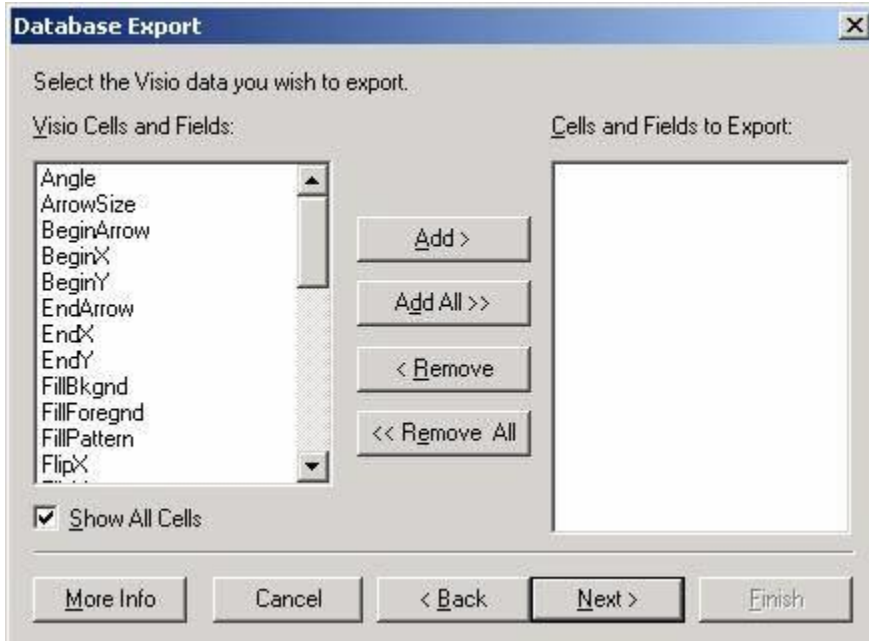 Database Export
Select the Visio data you wish to export.
Visio Cells and Fields:
Cells and Fields to Export:
Angle
ArrowSize
BeginArrow
BeginX
BeginY
EndArrow
EndX
EndY
FillBkgnd
FillForegnd
FillPattern
FlipX
Add >
Add All >>
< Remove
<< Remove All
Show All Cells
More Info
Cancel
< Back
Next >
Finish